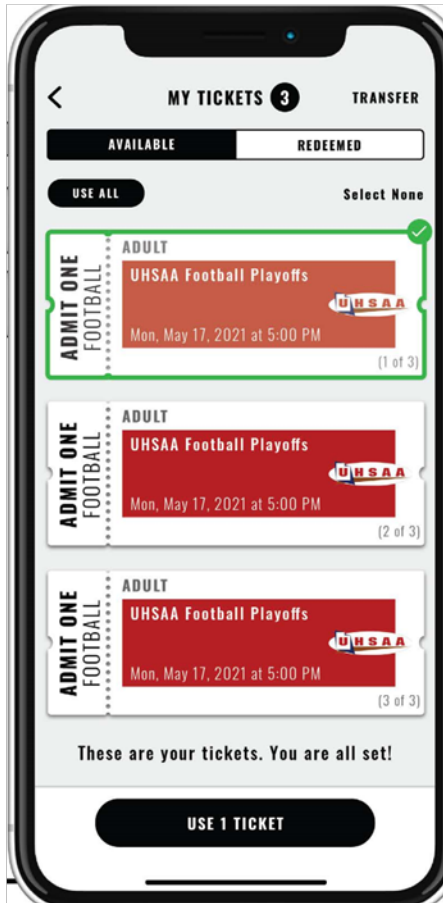 MY TICKETS 3 TRANSFER
AVAILABLE REDEEMED
USE ALL Select None
ADMIT ONE
FOOTBALL
ADULT
UHSAA Football Playoffs
UHSAA
Mon, May 17, 2021 at 5:00 PM
(1 of 3)
ADMIT ONE
FOOTBALL
ADULT
UHSAA Football Playoffs
UHSAA
Mon, May 17, 2021 at 5:00 PM
(2 of 3)
ADMIT ONE
FOOTBALL
ADULT
UHSAA Football Playoffs
UHSAA
Mon, May 17, 2021 at 5:00 PM
(3 of 3)
These are your tickets. You are all set!
USE 1 TICKET